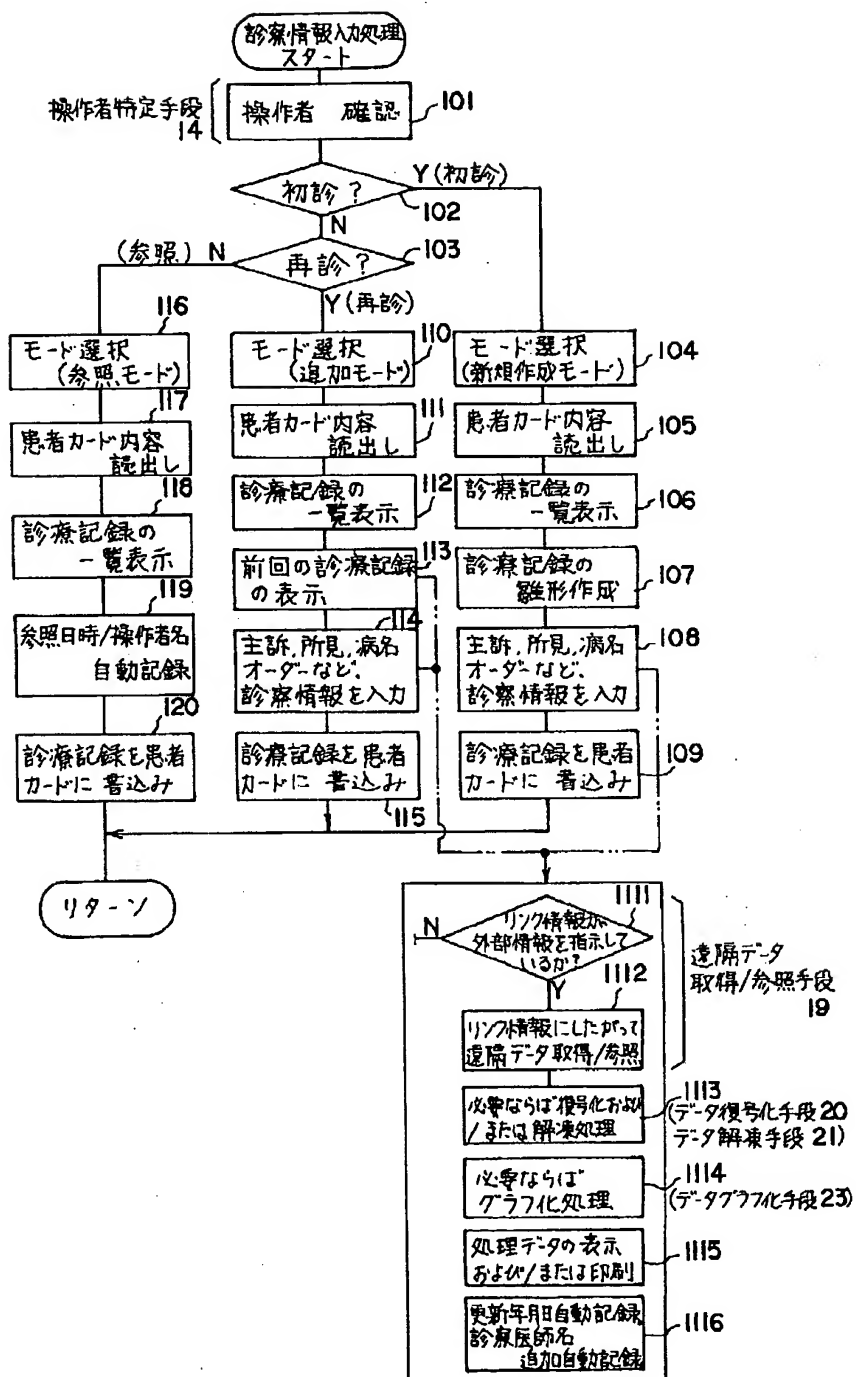 診察情報入力処理
スタート
操作者特定手段
14
操作者 確認
101
初診?
Y(初診)
102
N
再診?
103
(参照) N
Y(再診)
116
モード選択
(参照モード)
117
患者カード内容
読出し
118
診療記録の
一覧表示
119
参照日時/操作者名
自動記録
120
診療記録を患者
カードに書込み
110
モード選択
(追加モード)
111
患者カード内容
読出し
112
診療記録の
一覧表示
113
前回の診療記録
の表示
114
主訴,所見,病名
オーダーなど、
診察情報を入力
診療記録を患者
カードに書込み
115
モード選択
(新規作成モード)
104
患者カード内容
読出し
105
診療記録の
一覧表示
106
診療記録の
雛形作成
107
主訴,所見,病名
オーダーなど、
診察情報を入力
108
診療記録を患者
カードに書込み
109
リターン
1111
リンク情報が
外部情報を指示して
いるか?
N
Y
遠隔データ
取得/参照手段
19
1112
リンク情報にしたがって
遠隔データ取得/参照
必要ならば復号化および
/または解凍処理
1113
(データ復号化手段20
データ解凍手段21)
必要ならば
グラフ化処理
1114
(データグラフ化手段23)
処理データの表示
および/または印刷
1115
更新年月日自動記録
診察医師名
追加自動記録
1116